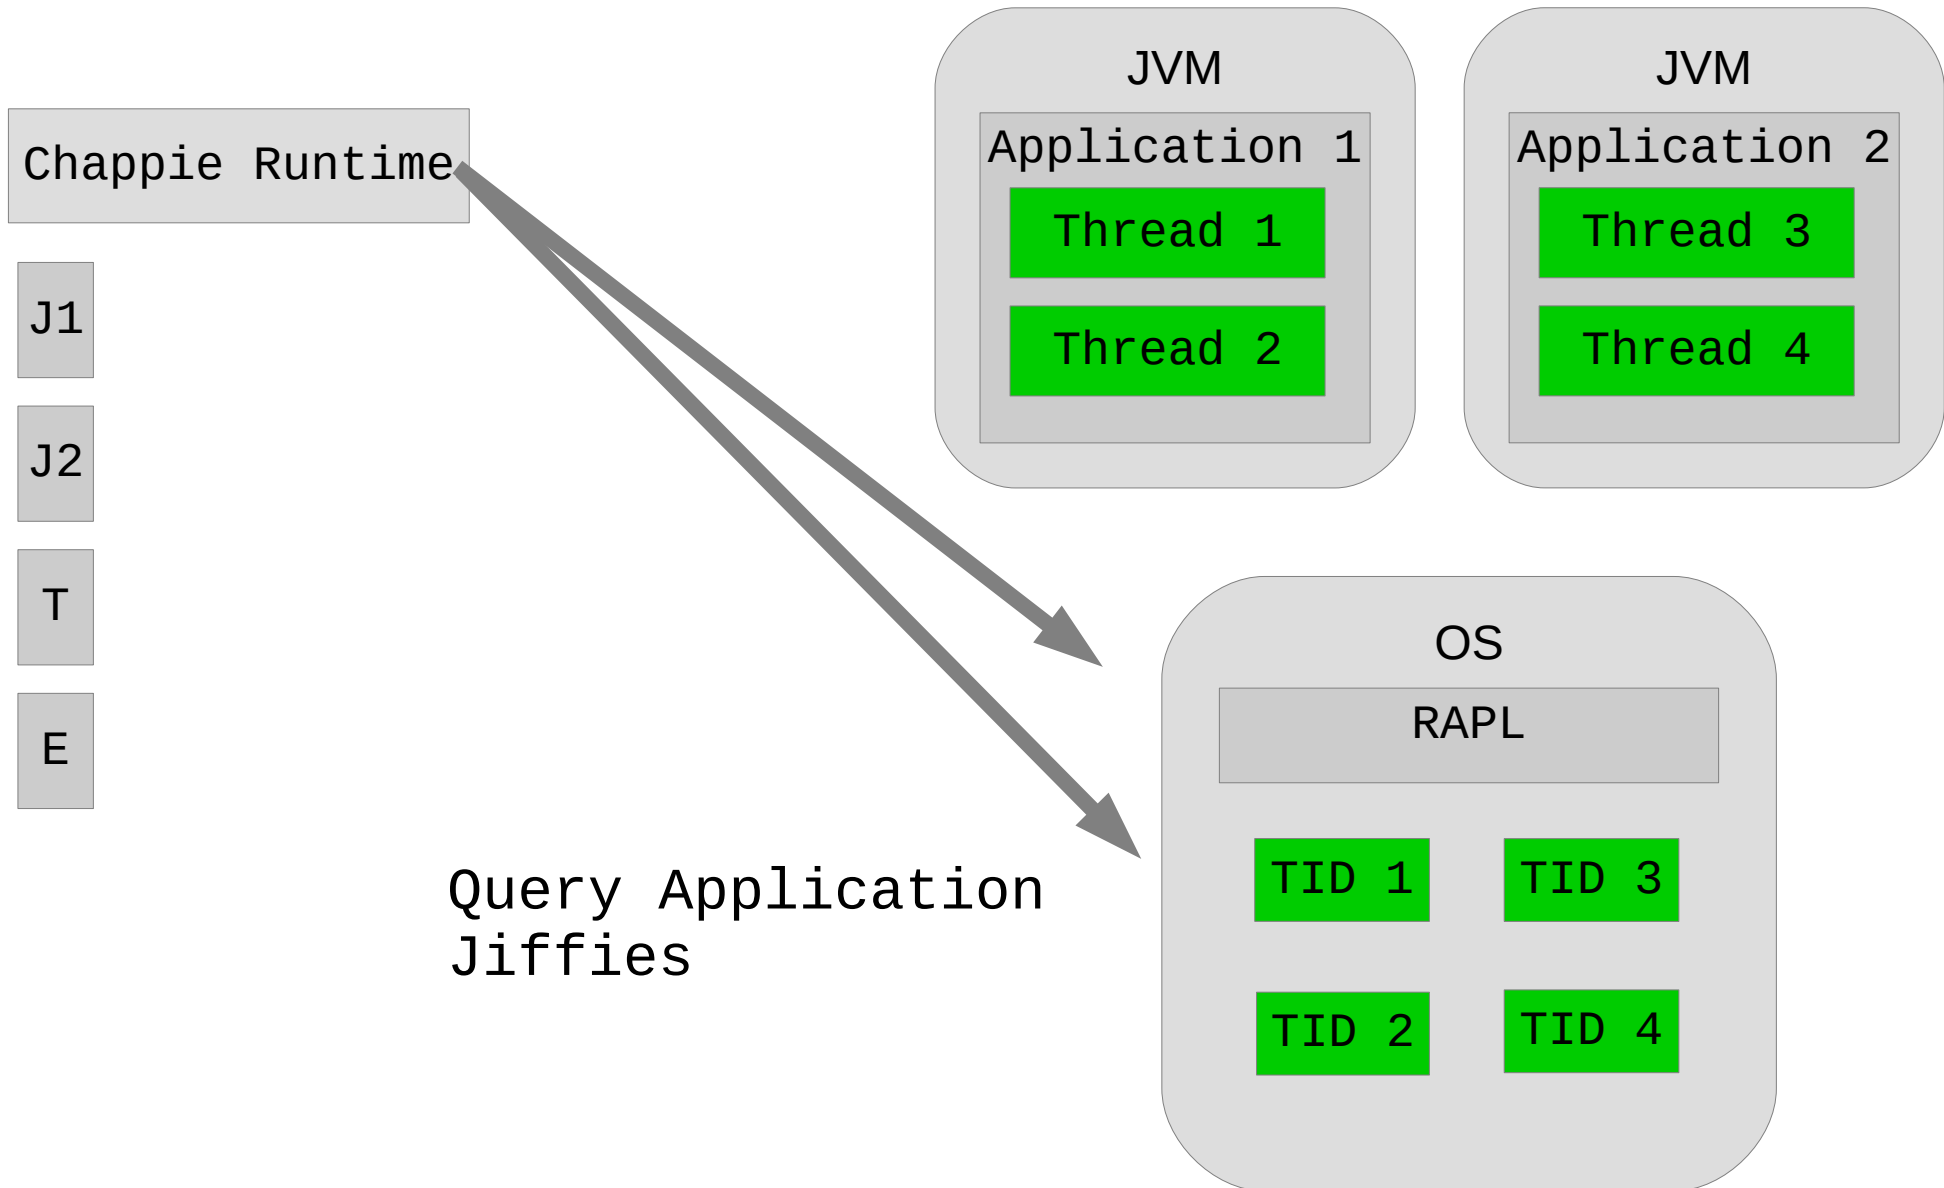 Chappie Runtime
J1
J2
T
E
Query Application
Jiffies
JVM
Application 1
Thread 1
Thread 2
JVM
Application 2
Thread 3
Thread 4
OS
RAPL
TID 1
TID 3
TID 2
TID 4